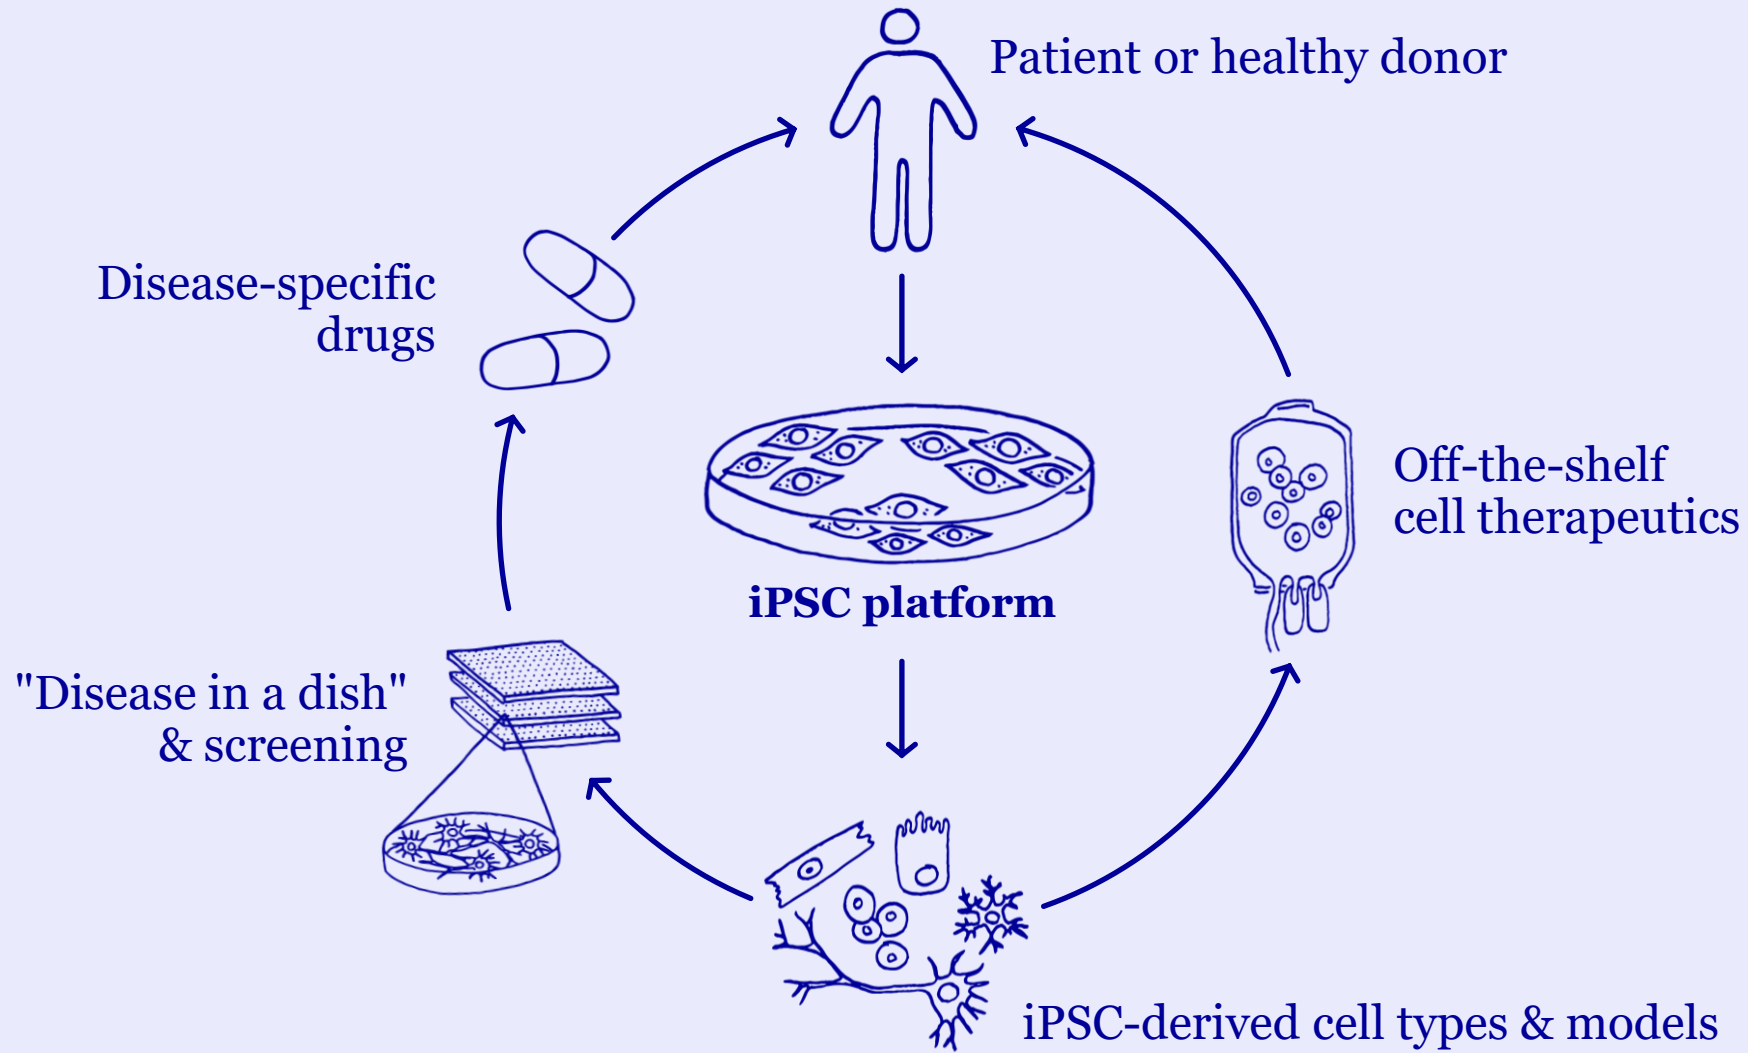 Patient or healthy donor
Disease-specific
drugs
Off-the-shelf
cell therapeutics
iPSC platform
"Disease in a dish"
& screening
iPSC-derived cell types & models